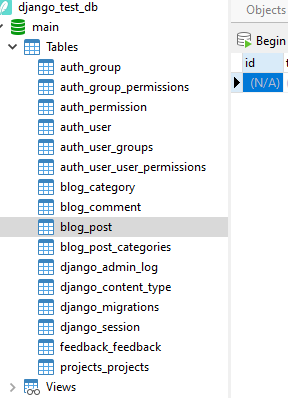 django_test_db
Objects
main
Begin
Tables
id
(N/A)
auth_group
auth_group_permissions
auth_permission
auth_user
auth_user_groups
auth_user_user_permissions
blog_category
blog_comment
blog_post
blog_post_categories
django_admin_log
django_content_type
django_migrations
django_session
feedback_feedback
projects_projects
Views